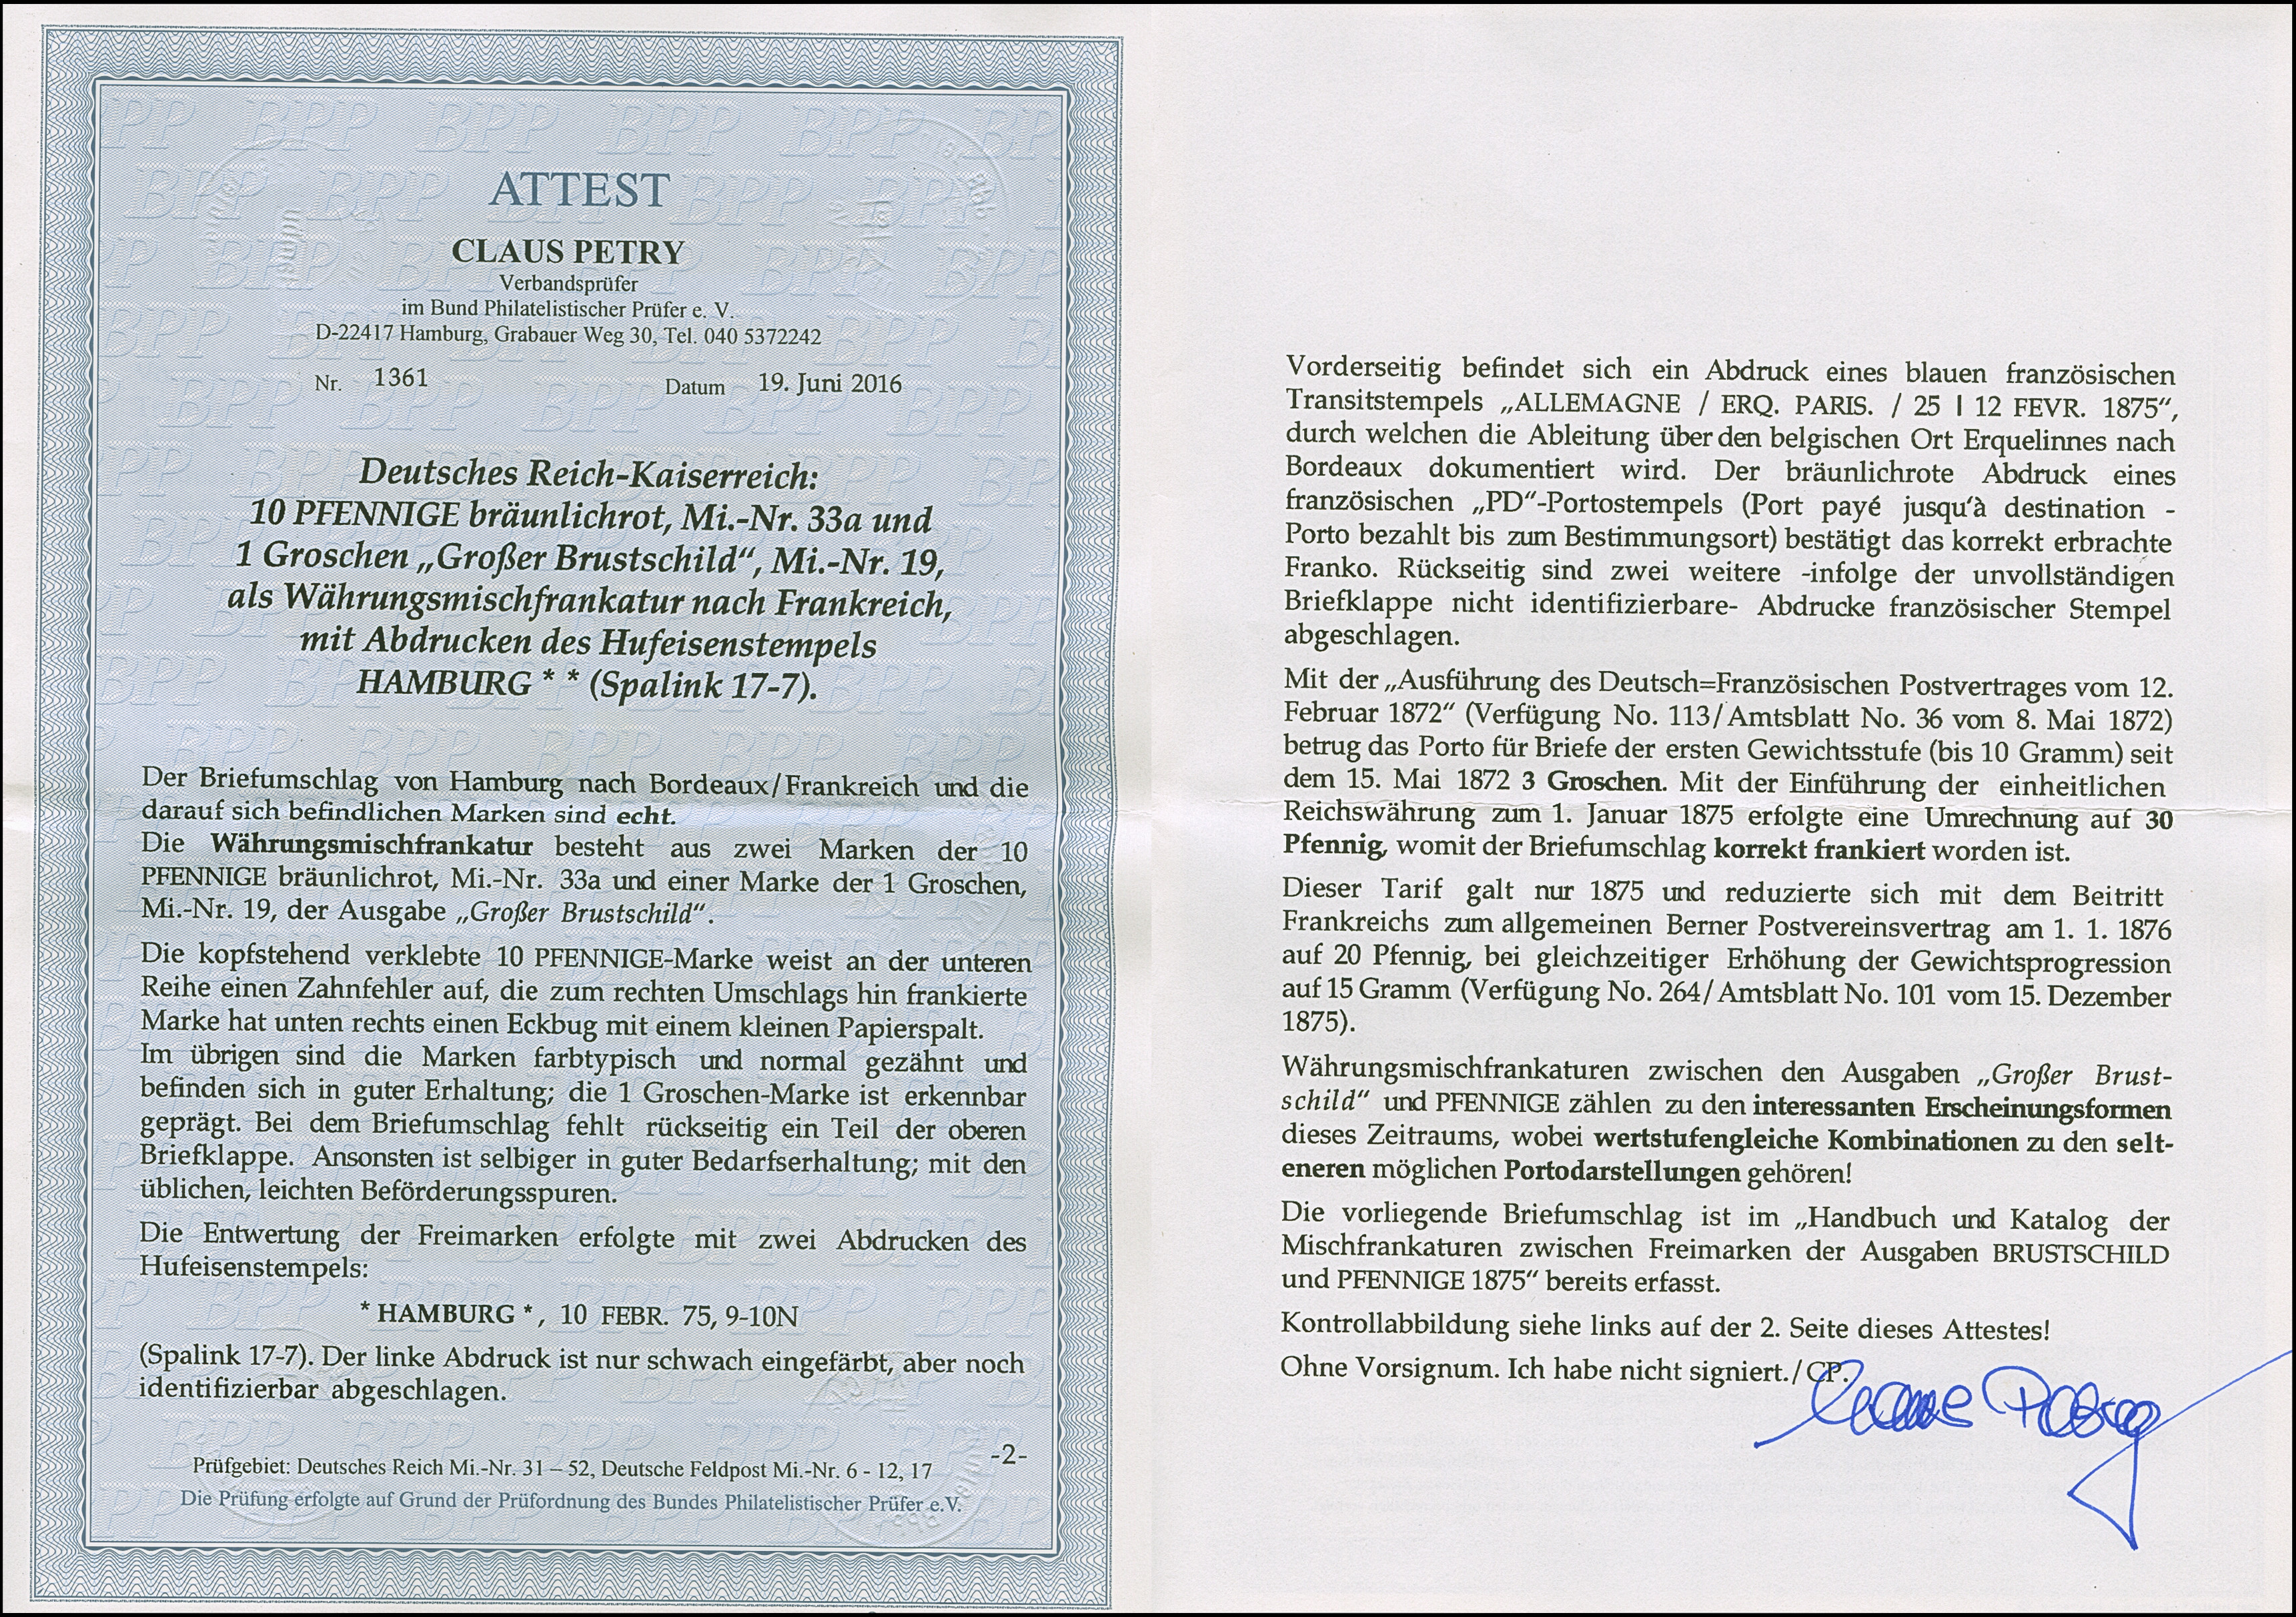 ATTEST
CLAUS PETRY
Verbandsprüfer
im Bund Philatelistischer Prüfer e. V.
D-22417 Hamburg, Grabauer Weg 30, Tel. 040 5372242
Nr. 1361 Datum 19. Juni 2016
Deutsches Reich-Kaiserreich:
10 PFENNIGE bräunlichrot, Mi.-Nr. 33a und
1 Groschen „Großer Brustschild“, Mi.-Nr. 19,
als Währungsmischfrankatur nach Frankreich,
mit Abdrucken des Hufeisenstempels
HAMBURG * * (Spalink 17-7).
Der Briefumschlag von Hamburg nach Bordeaux/Frankreich und die
darauf sich befindlichen Marken sind echt.
Die Währungsmischfrankatur besteht aus zwei Marken der 10
PFENNIGE bräunlichrot, Mi.-Nr. 33a und einer Marke der 1 Groschen,
Mi.-Nr. 19, der Ausgabe „Großer Brustschild“.
Die kopfstehend verklebte 10 PFENNIGE-Marke weist an der unteren
Reihe einen Zahnfehler auf, die zum rechten Umschlags hin frankierte
Marke hat unten rechts einen Eckbug mit einem kleinen Papierspalt.
Im übrigen sind die Marken farbtypisch und normal gezähnt und
befinden sich in guter Erhaltung; die 1 Groschen-Marke ist erkennbar
geprägt. Bei dem Briefumschlag fehlt rückseitig ein Teil der oberen
Briefklappe. Ansonsten ist selbiger in guter Bedarfserhaltung; mit den
üblichen, leichten Beförderungsspuren.
Die Entwertung der Freimarken erfolgte mit zwei Abdrucken des
Hufeisenstempels:
* HAMBURG *, 10 FEBR. 75, 9-10N
(Spalink 17-7). Der linke Abdruck ist nur schwach eingefärbt, aber noch
identifizierbar abgeschlagen.
-2-
Prüfgebiet: Deutsches Reich Mi.-Nr. 31 – 52, Deutsche Feldpost Mi.-Nr. 6 - 12, 17
Die Prüfung erfolgte auf Grund der Prüfordnung des Bundes Philatelistischer Prüfer e.V.
Vorderseitig befindet sich ein Abdruck eines blauen französischen
Transitstempels „ALLEMAGNE / ERQ. PARIS. / 25 I 12 FEVR. 1875“,
durch welchen die Ableitung über den belgischen Ort Erquelinnes nach
Bordeaux dokumentiert wird. Der bräunlichrote Abdruck eines
französischen „PD“-Portostempels (Port payé jusqu’à destination -
Porto bezahlt bis zum Bestimmungsort) bestätigt das korrekt erbrachte
Franko. Rückseitig sind zwei weitere -infolge der unvollständigen
Briefklappe nicht identifizierbare- Abdrucke französischer Stempel
abgeschlagen.
Mit der „Ausführung des Deutsch=Französischen Postvertrages vom 12.
Februar 1872“ (Verfügung No. 113/Amtsblatt No. 36 vom 8. Mai 1872)
betrug das Porto für Briefe der ersten Gewichtsstufe (bis 10 Gramm) seit
dem 15. Mai 1872 3 Groschen. Mit der Einführung der einheitlichen
Reichswährung zum 1. Januar 1875 erfolgte eine Umrechnung auf 30
Pfennig, womit der Briefumschlag korrekt frankiert worden ist.
Dieser Tarif galt nur 1875 und reduzierte sich mit dem Beitritt
Frankreichs zum allgemeinen Berner Postvereinsvertrag am 1. 1. 1876
auf 20 Pfennig, bei gleichzeitiger Erhöhung der Gewichtsprogression
auf 15 Gramm (Verfügung No. 264/Amtsblatt No. 101 vom 15. Dezember
1875).
Währungsmischfrankaturen zwischen den Ausgaben „Großer Brust-
schild“ und PFENNIGE zählen zu den interessanten Erscheinungsformen
dieses Zeitraums, wobei wertstufengleiche Kombinationen zu den selt-
eneren möglichen Portodarstellungen gehören!
Die vorliegende Briefumschlag ist im „Handbuch und Katalog der
Mischfrankaturen zwischen Freimarken der Ausgaben BRUSTSCHILD
und PFENNIGE 1875“ bereits erfasst.
Kontrollabbildung siehe links auf der 2. Seite dieses Attestes!
Ohne Vorsignum. Ich habe nicht signiert./CP.
Claus Petry